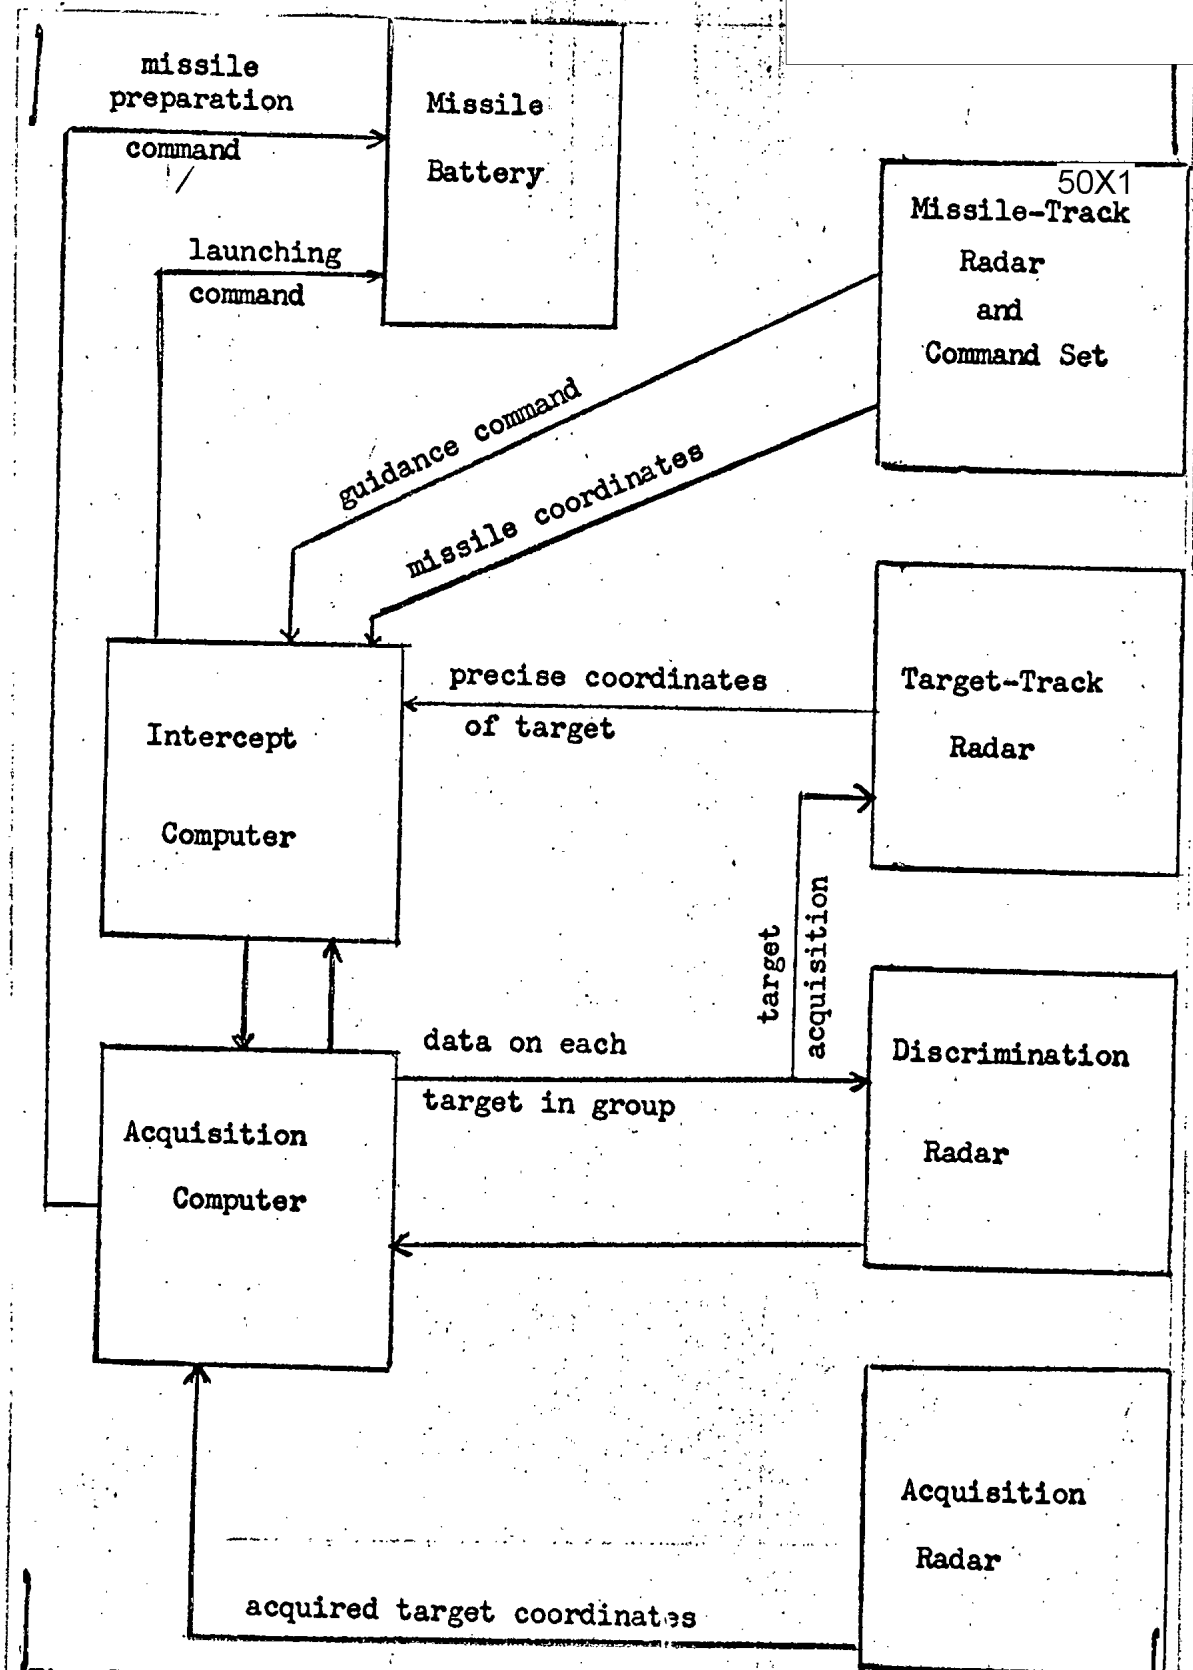 missile
preparation
command
Missile
Battery
launching
command
50X1
Missile-Track
Radar
and
Command Set
guidance command
missile coordinates
precise coordinates
of target
Target-Track
Radar
Intercept
Computer
target
acquisition
data on each
target in group
Discrimination
Radar
Acquisition
Computer
Acquisition
Radar
acquired target coordinates